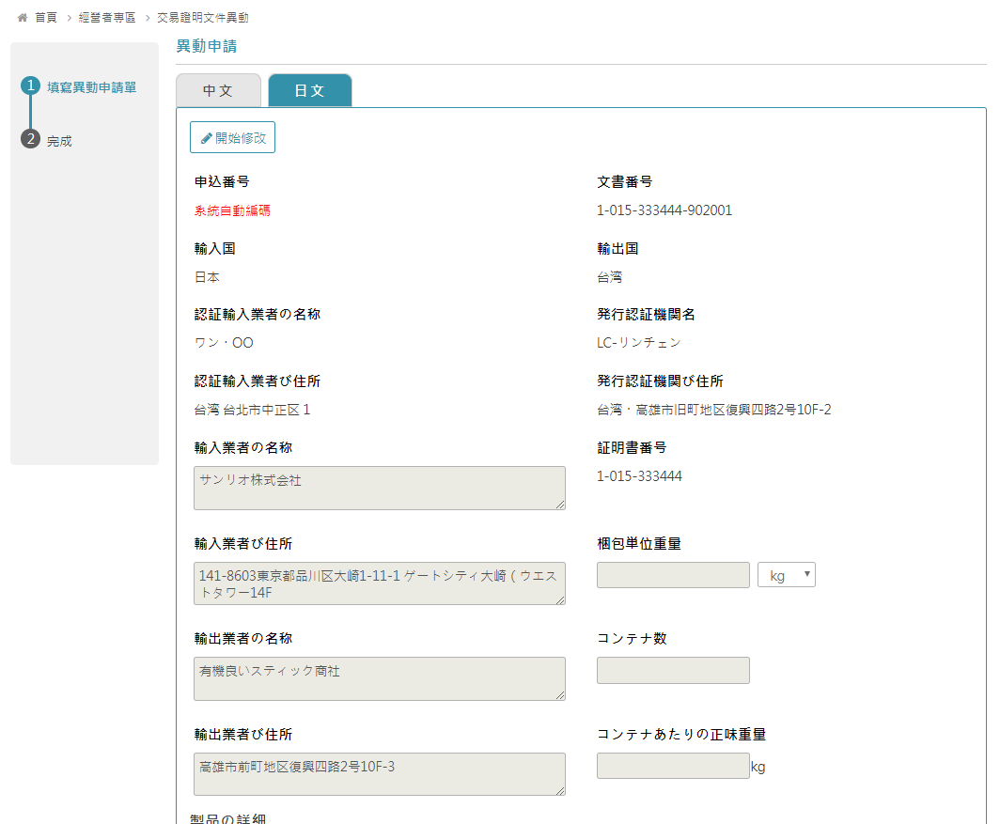 首頁 > 經營者專區 > 交易證明文件異動
異動申請
1 填寫異動申請單
2 完成
中文 日文
開始修改
申込番号
系統自動編碼
文書番号
1-015-333444-902001
輸入国
日本
輸出国
台湾
認証輸入業者の名称
ワン・OO
発行認証機関名
LC-リンチェン
認証輸入業者び住所
台湾 台北市中正区 1
発行認証機関び住所
台湾・高雄市旧町地区復興四路2号10F-2
輸入業者の名称
サンリオ株式会社
証明書番号
1-015-333444
輸入業者び住所
141-8603東京都品川区大崎1-11-1 ゲートシティ大崎 ( ウエス
トタワー14F
梱包単位重量
kg
輸出業者の名称
有機良いスティック商社
コンテナ数
輸出業者び住所
高雄市前町地区復興四路2号10F-3
コンテナあたりの正味重量
kg
製品の詳細